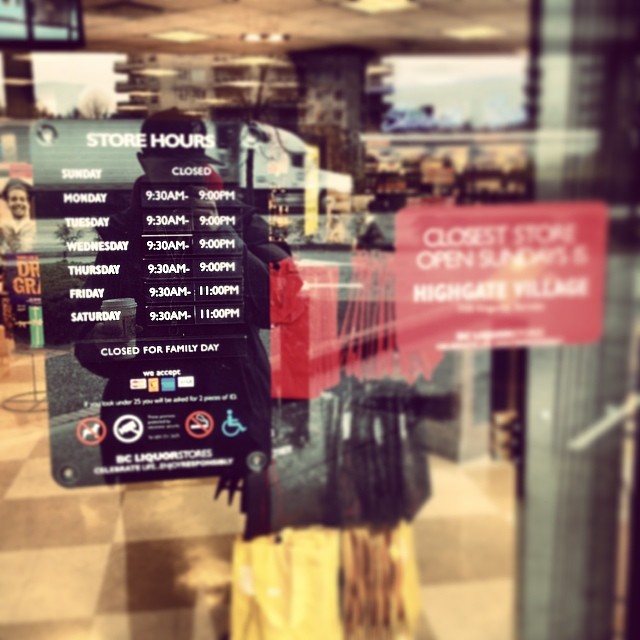 STORE HOURS
SUNDAY CLOSED
MONDAY 9:30AM- 9:00PM
TUESDAY 9:30AM- 9:00PM
WEDNESDAY 9:30AM- 9:00PM
THURSDAY 9:30AM- 9:00PM
FRIDAY 9:30AM- 11:00PM
SATURDAY 9:30AM- 11:00PM
CLOSED FOR FAMILY DAY
we accept
if you look under 25 you will be asked for 2 pieces of ID
BC LIQUORSTORES
CELEBRATE LIFE. ENJOY RESPONSIBLY
CLOSEST STORE
OPEN SUNDAYS IS
HIGHGATE VILLAGE
BC LIQUORSTORES
DR
GRA